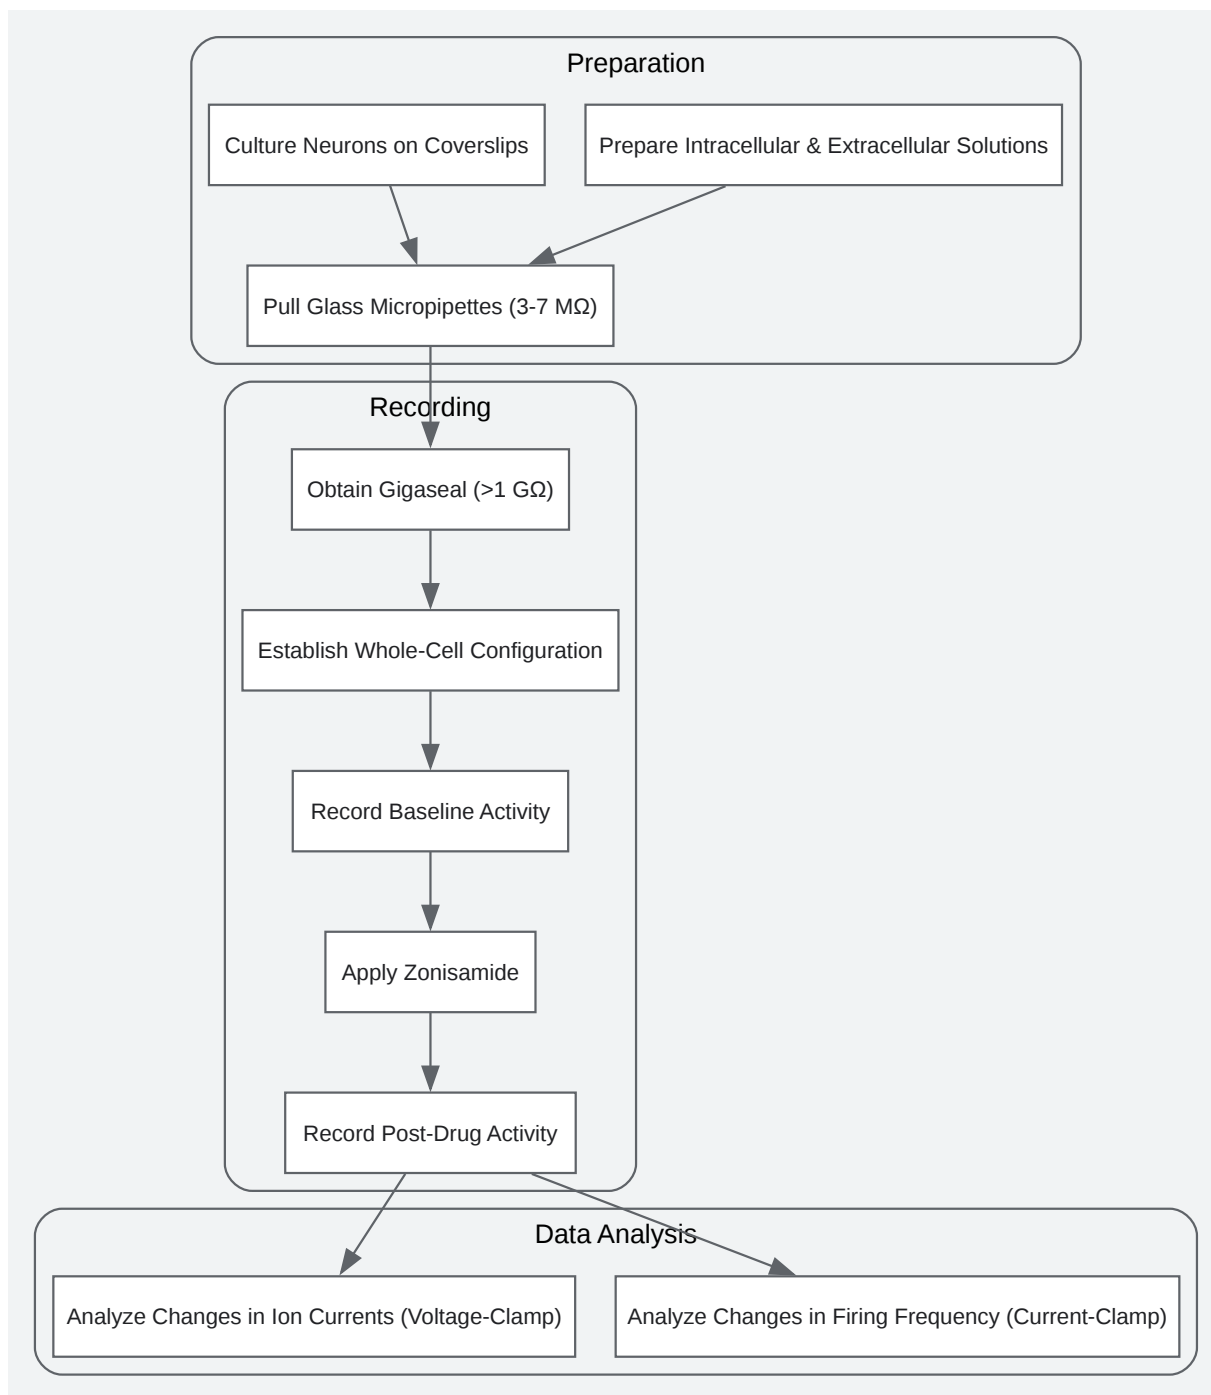 Preparation
Culture Neurons on Coverslips
Prepare Intracellular & Extracellular Solutions
Pull Glass Micropipettes (3-7 MΩ)
Recording
Obtain Gigaseal (>1 GΩ)
Establish Whole-Cell Configuration
Record Baseline Activity
Apply Zonisamide
Record Post-Drug Activity
Data Analysis
Analyze Changes in Ion Currents (Voltage-Clamp)
Analyze Changes in Firing Frequency (Current-Clamp)